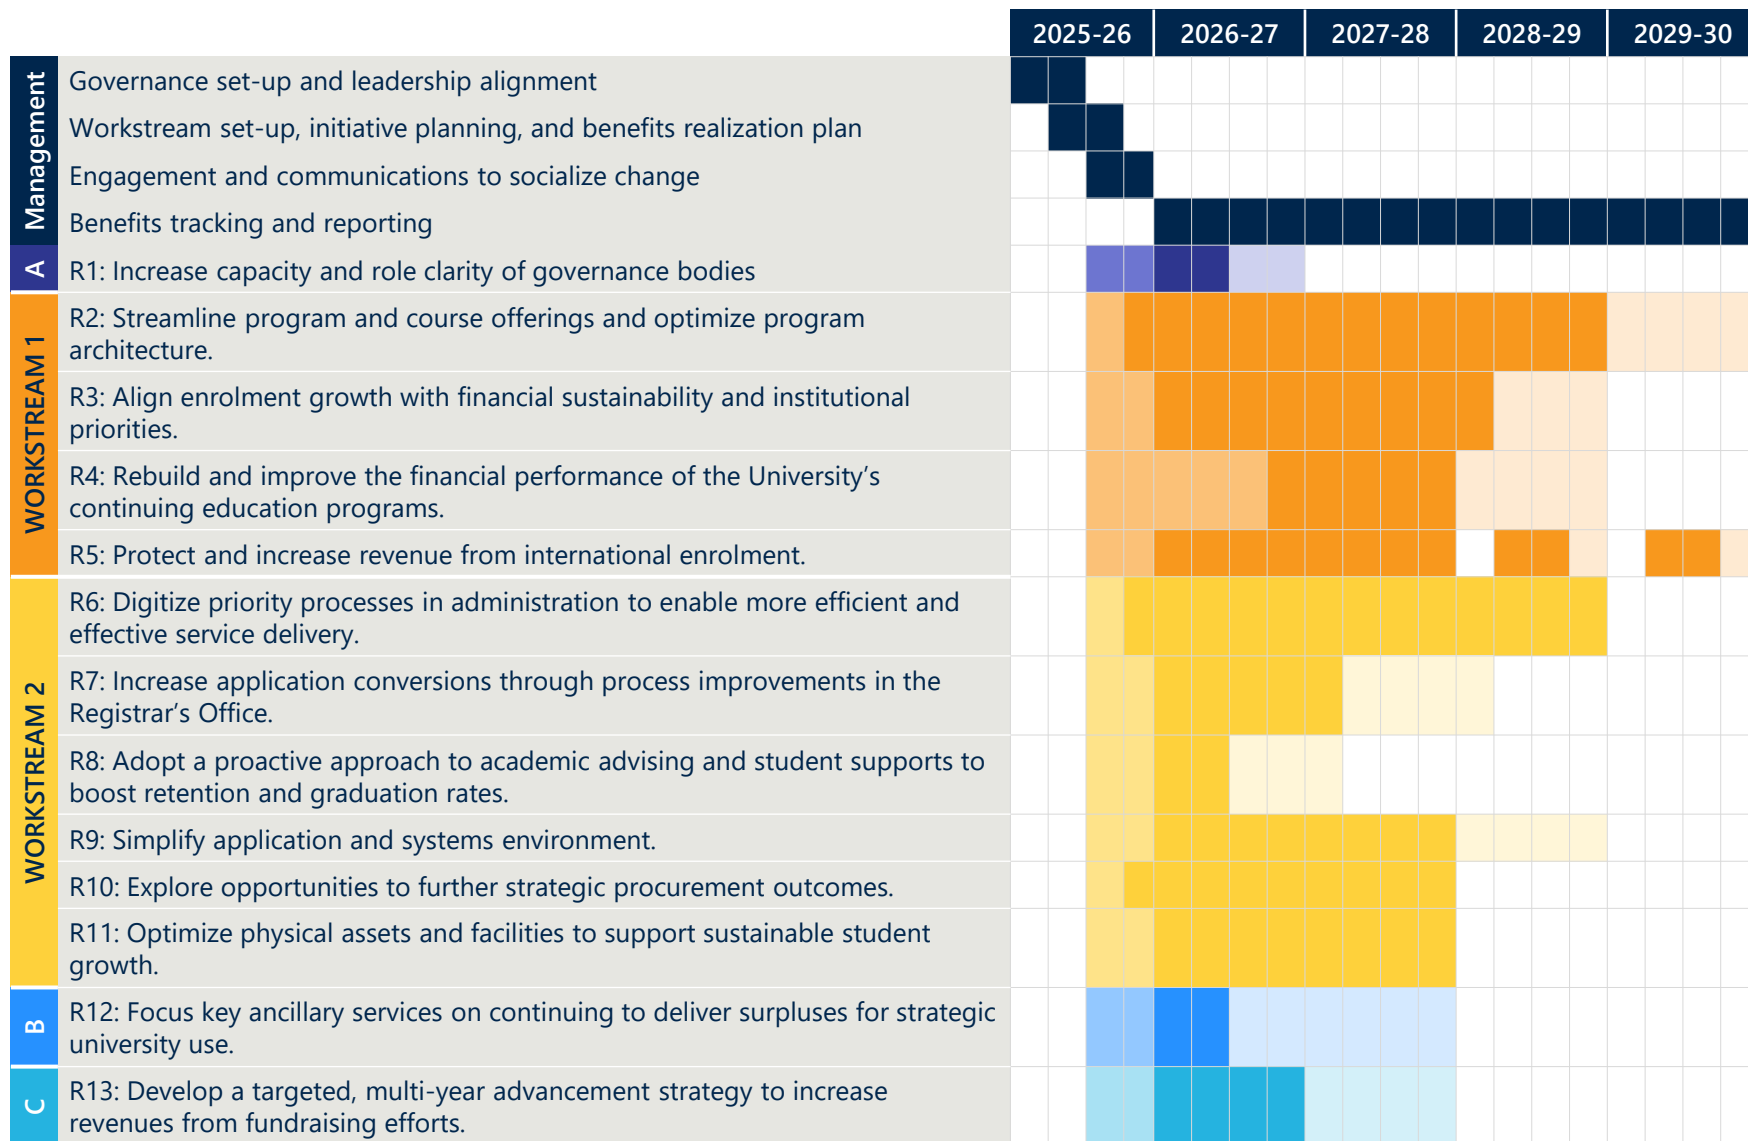 2025-26 2026-27 2027-28 2028-29 2029-30
Management
Governance set-up and leadership alignment
Workstream set-up, initiative planning, and benefits realization plan
Engagement and communications to socialize change
Benefits tracking and reporting
A
R1: Increase capacity and role clarity of governance bodies
WORKSTREAM 1
R2: Streamline program and course offerings and optimize program
architecture.
R3: Align enrolment growth with financial sustainability and institutional
priorities.
R4: Rebuild and improve the financial performance of the University’s
continuing education programs.
R5: Protect and increase revenue from international enrolment.
WORKSTREAM 2
R6: Digitize priority processes in administration to enable more efficient and
effective service delivery.
R7: Increase application conversions through process improvements in the
Registrar’s Office.
R8: Adopt a proactive approach to academic advising and student supports to
boost retention and graduation rates.
R9: Simplify application and systems environment.
R10: Explore opportunities to further strategic procurement outcomes.
R11: Optimize physical assets and facilities to support sustainable student
growth.
B
R12: Focus key ancillary services on continuing to deliver surpluses for strategic
university use.
C
R13: Develop a targeted, multi-year advancement strategy to increase
revenues from fundraising efforts.